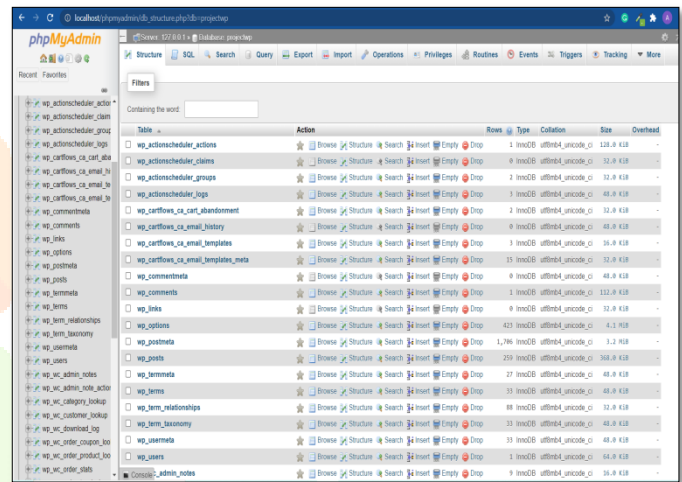 localhost/phpmyadmin/db_structure.php?db=projectwp
phpMyAdmin
Recent Favorites
wp_actionscheduler_action
wp_actionscheduler_claim
wp_actionscheduler_group
wp_actionscheduler_logs
wp_cartflows_ca_cart_aba
wp_cartflows_ca_email_hi
wp_cartflows_ca_email_te
wp_cartflows_ca_email_te
wp_commentmeta
wp_comments
wp_links
wp_options
wp_postmeta
wp_posts
wp_termmeta
wp_terms
wp_term_relationships
wp_term_taxonomy
wp_usermeta
wp_users
wp_wc_admin_notes
wp_wc_admin_note_action
wp_wc_category_lookup
wp_wc_customer_lookup
wp_wc_download_log
wp_wc_order_coupon_loo
wp_wc_order_product_loo
wp_wc_order_stats
Server: 127.0.0.1 » Database: projectwp
Structure SQL Search Query Export Import Operations Privileges Routines Events Triggers Tracking More
Filters
Containing the word:
Table Action Rows Type Collation Size Overhead
wp_actionscheduler_actions Browse Structure Search Insert Empty Drop 1 InnoDB utf8mb4_unicode_ci 128.0 KiB -
wp_actionscheduler_claims Browse Structure Search Insert Empty Drop 0 InnoDB utf8mb4_unicode_ci 32.0 KiB -
wp_actionscheduler_groups Browse Structure Search Insert Empty Drop 2 InnoDB utf8mb4_unicode_ci 32.0 KiB -
wp_actionscheduler_logs Browse Structure Search Insert Empty Drop 3 InnoDB utf8mb4_unicode_ci 48.0 KiB -
wp_cartflows_ca_cart_abandonment Browse Structure Search Insert Empty Drop 2 InnoDB utf8mb4_unicode_ci 32.0 KiB -
wp_cartflows_ca_email_history Browse Structure Search Insert Empty Drop 0 InnoDB utf8mb4_unicode_ci 48.0 KiB -
wp_cartflows_ca_email_templates Browse Structure Search Insert Empty Drop 3 InnoDB utf8mb4_unicode_ci 16.0 KiB -
wp_cartflows_ca_email_templates_meta Browse Structure Search Insert Empty Drop 15 InnoDB utf8mb4_unicode_ci 32.0 KiB -
wp_commentmeta Browse Structure Search Insert Empty Drop 0 InnoDB utf8mb4_unicode_ci 48.0 KiB -
wp_comments Browse Structure Search Insert Empty Drop 1 InnoDB utf8mb4_unicode_ci 112.0 KiB -
wp_links Browse Structure Search Insert Empty Drop 0 InnoDB utf8mb4_unicode_ci 32.0 KiB -
wp_options Browse Structure Search Insert Empty Drop 423 InnoDB utf8mb4_unicode_ci 4.1 MiB -
wp_postmeta Browse Structure Search Insert Empty Drop 1,706 InnoDB utf8mb4_unicode_ci 3.2 MiB -
wp_posts Browse Structure Search Insert Empty Drop 259 InnoDB utf8mb4_unicode_ci 368.0 KiB -
wp_termmeta Browse Structure Search Insert Empty Drop 27 InnoDB utf8mb4_unicode_ci 48.0 KiB -
wp_terms Browse Structure Search Insert Empty Drop 33 InnoDB utf8mb4_unicode_ci 48.0 KiB -
wp_term_relationships Browse Structure Search Insert Empty Drop 88 InnoDB utf8mb4_unicode_ci 32.0 KiB -
wp_term_taxonomy Browse Structure Search Insert Empty Drop 33 InnoDB utf8mb4_unicode_ci 48.0 KiB -
wp_usermeta Browse Structure Search Insert Empty Drop 33 InnoDB utf8mb4_unicode_ci 48.0 KiB -
wp_users Browse Structure Search Insert Empty Drop 1 InnoDB utf8mb4_unicode_ci 64.0 KiB -
Console _admin_notes Browse Structure Search Insert Empty Drop 9 InnoDB utf8mb4_unicode_ci 16.0 KiB -